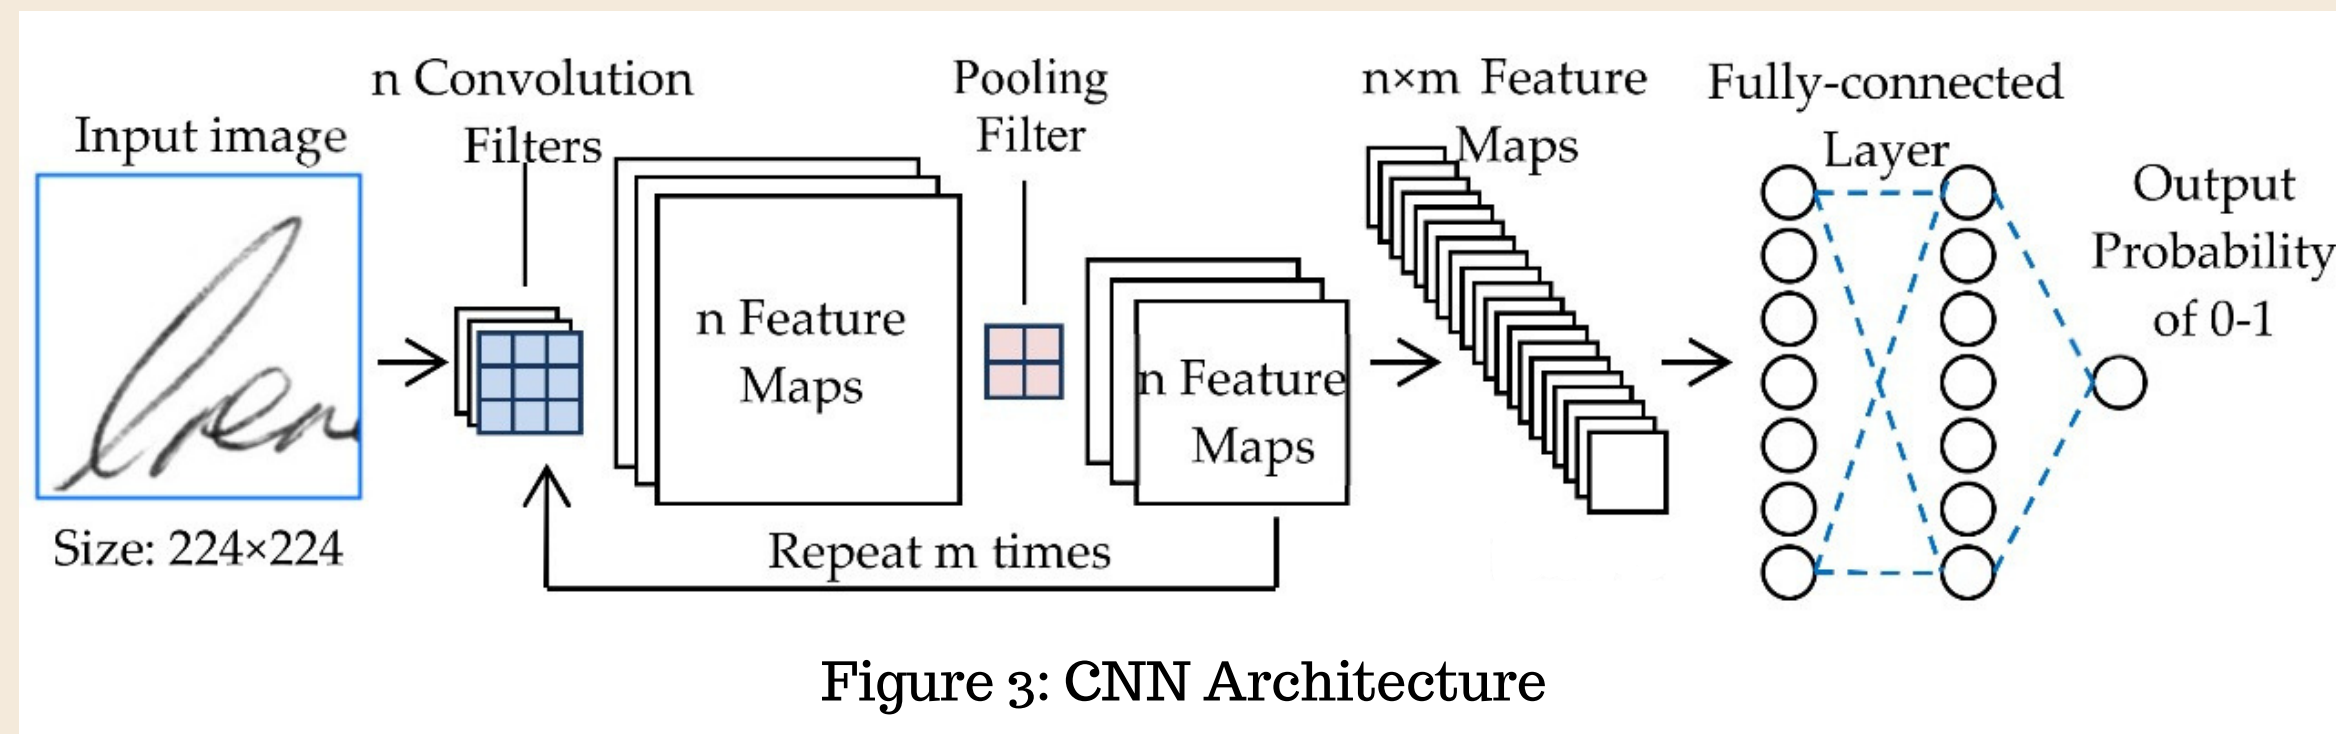 Input image
Size: 224×224
n Convolution
Filters
n Feature
Maps
Pooling
Filter
n Feature
Maps
Repeat m times
n×m Feature
Maps
Fully-connected
Layer
Output
Probability
of 0-1
Figure 3: CNN Architecture